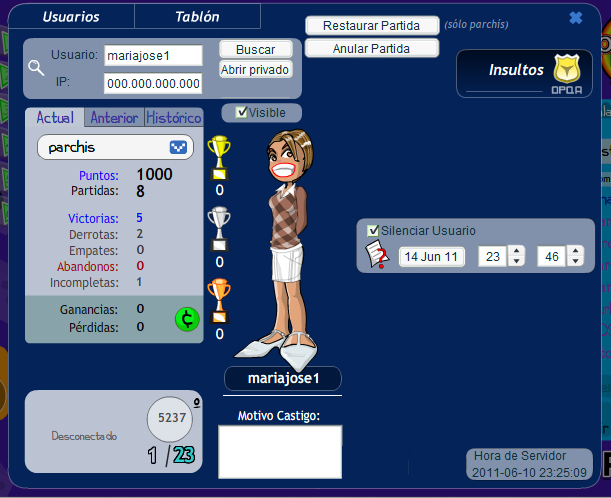 Usuarios
Tablón
Restaurar Partida
(sólo parchis)
Anular Partida
Usuario: mariajose1
Buscar
IP: 000.000.000.000
Abrir privado
Insultos
OPQA
Visible
Actual
Anterior
Histórico
parchis
Puntos: 1000
Partidas: 8
Victorias: 5
Derrotas: 2
Empates: 0
Abandonos: 0
Incompletas: 1
Ganancias: 0
Pérdidas: 0
0
0
0
Silenciar Usuario
14 Jun 11
23
46
mariajose1
Motivo Castigo:
5237 º
Desconectado
1 / 23
Hora de Servidor
2011-06-10 23:25:09